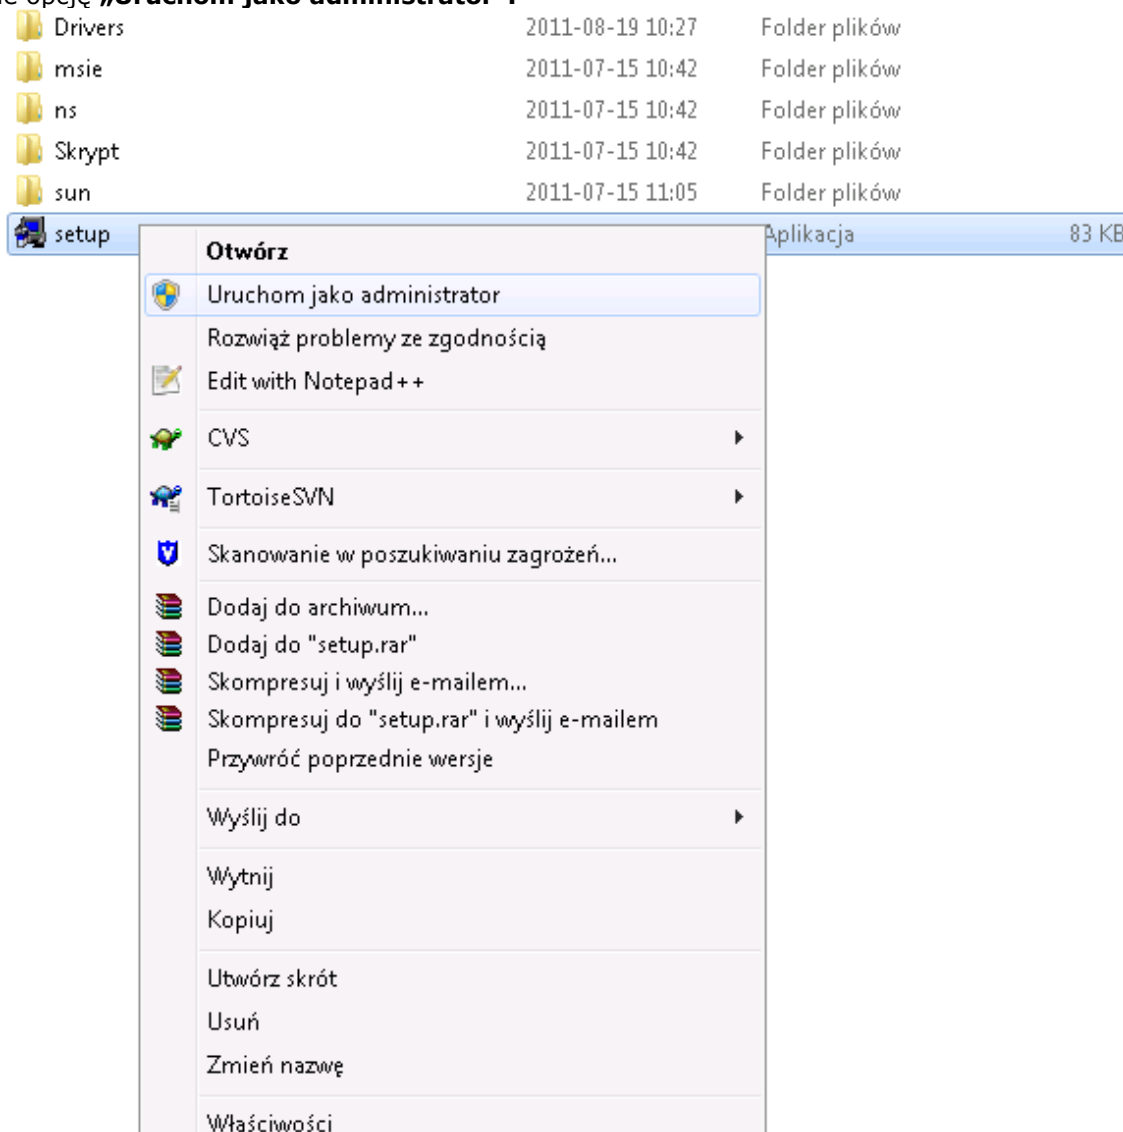 opcję „Uruchom jako administrator".
Drivers 2011-08-19 10:27 Folder plików
msie 2011-07-15 10:42 Folder plików
ns 2011-07-15 10:42 Folder plików
Skrypt 2011-07-15 10:42 Folder plików
sun 2011-07-15 11:05 Folder plików
setup Aplikacja 83 KB
Otwórz
Uruchom jako administrator
Rozwiąż problemy ze zgodnością
Edit with Notepad++
CVS
TortoiseSVN
Skanowanie w poszukiwaniu zagrożeń...
Dodaj do archiwum...
Dodaj do "setup.rar"
Skompresuj i wyślij e-mailem...
Skompresuj do "setup.rar" i wyślij e-mailem
Przywróć poprzednie wersje
Wyślij do
Wytnij
Kopiuj
Utwórz skrót
Usuń
Zmień nazwę
Właściwości